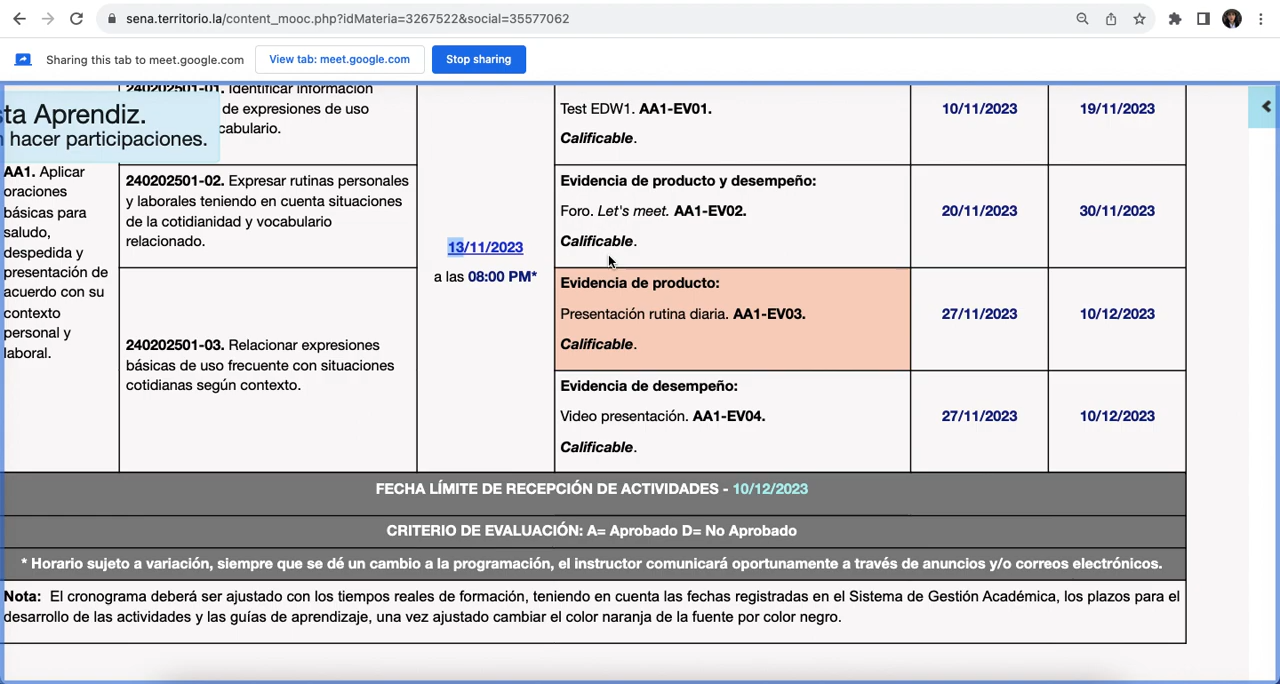 sena.territorio.la/content_mooc.php?idMateria=3267522&social=35577062
Sharing this tab to meet.google.com
View tab: meet.google.com
Stop sharing
sta Aprendiz.
n hacer participaciones.
AA1. Aplicar
oraciones
básicas para
saludo,
despedida y
presentación de
acuerdo con su
contexto
personal y
laboral.
240202501-01. Identificar información
de expresiones de uso
cabulario.
240202501-02. Expresar rutinas personales
y laborales teniendo en cuenta situaciones
de la cotidianidad y vocabulario
relacionado.
240202501-03. Relacionar expresiones
básicas de uso frecuente con situaciones
cotidianas según contexto.
13/11/2023
a las 08:00 PM*
Test EDW1. AA1-EV01.
Calificable.
10/11/2023
19/11/2023
Evidencia de producto y desempeño:
Foro. Let's meet. AA1-EV02.
Calificable.
20/11/2023
30/11/2023
Evidencia de producto:
Presentación rutina diaria. AA1-EV03.
Calificable.
27/11/2023
10/12/2023
Evidencia de desempeño:
Video presentación. AA1-EV04.
Calificable.
27/11/2023
10/12/2023
FECHA LÍMITE DE RECEPCIÓN DE ACTIVIDADES - 10/12/2023
CRITERIO DE EVALUACIÓN: A= Aprobado D= No Aprobado
* Horario sujeto a variación, siempre que se dé un cambio a la programación, el instructor comunicará oportunamente a través de anuncios y/o correos electrónicos.
Nota: El cronograma deberá ser ajustado con los tiempos reales de formación, teniendo en cuenta las fechas registradas en el Sistema de Gestión Académica, los plazos para el
desarrollo de las actividades y las guías de aprendizaje, una vez ajustado cambiar el color naranja de la fuente por color negro.